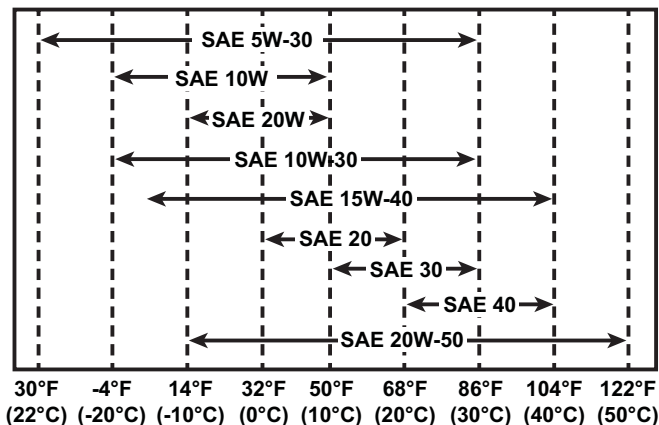 SAE 5W-30
SAE 10W
SAE 20W
SAE 10W-30
SAE 15W-40
SAE 20
SAE 30
SAE 40
SAE 20W-50
30°F -4°F 14°F 32°F 50°F 68°F 86°F 104°F 122°F
(22°C) (-20°C) (-10°C) (0°C) (10°C) (20°C) (30°C) (40°C) (50°C)